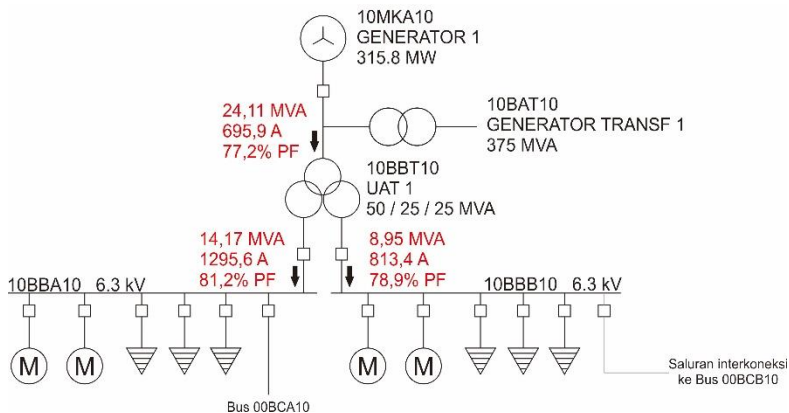 10MKA10
GENERATOR 1
315.8 MW
24,11 MVA
695,9 A
77,2% PF
10BAT10
GENERATOR TRANSF 1
375 MVA
10BBT10
UAT 1
50 / 25 / 25 MVA
14,17 MVA
1295,6 A
81,2% PF
8,95 MVA
813,4 A
78,9% PF
10BBA10 6.3 kV
10BBB10 6.3 kV
M
M
M
M
Saluran interkoneksi
ke Bus 00BCB10
Bus 00BCA10